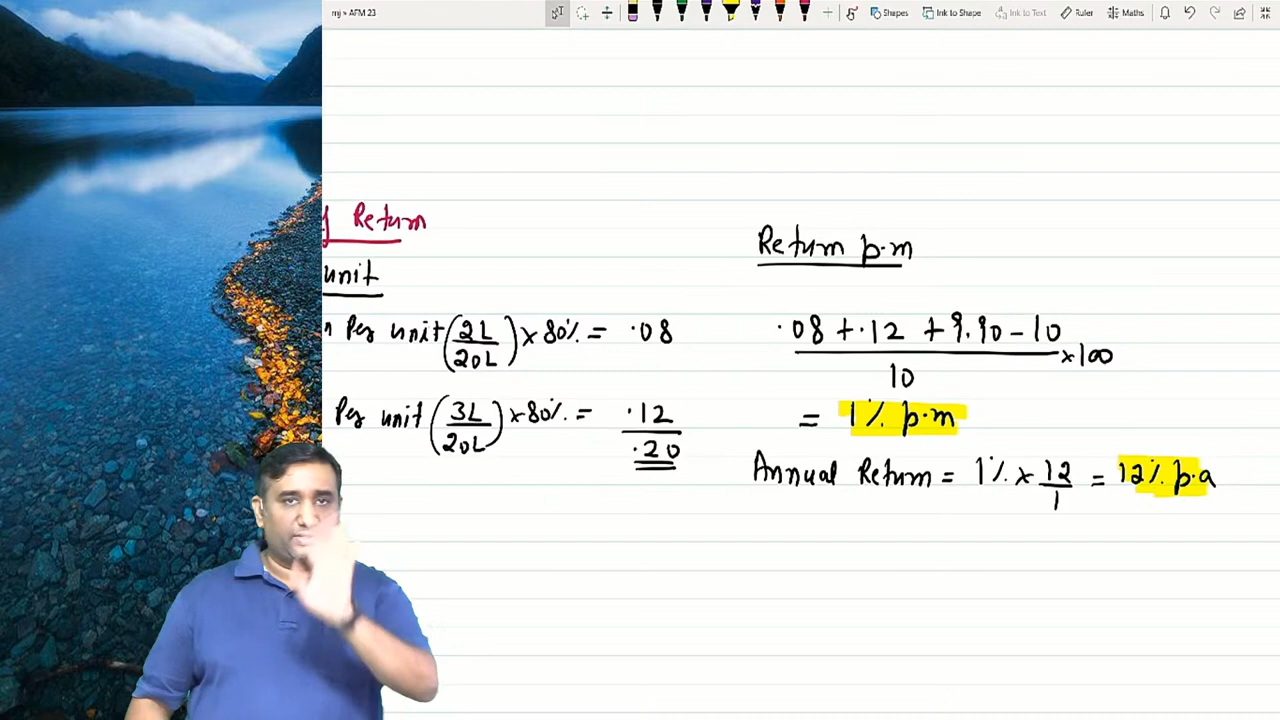 mj » AFM 23
Shapes Ink to Shape Ink to Text Ruler Maths
Return
unit
n Per unit (2L/20L) × 80% = .08
Per unit (3L/20L) × 80% = .12
.20
Return p.m
.08 + .12 + 9.90 - 10
10
×100
= 1% p.m
Annual Return = 1% × 12/1 = 12% p.a